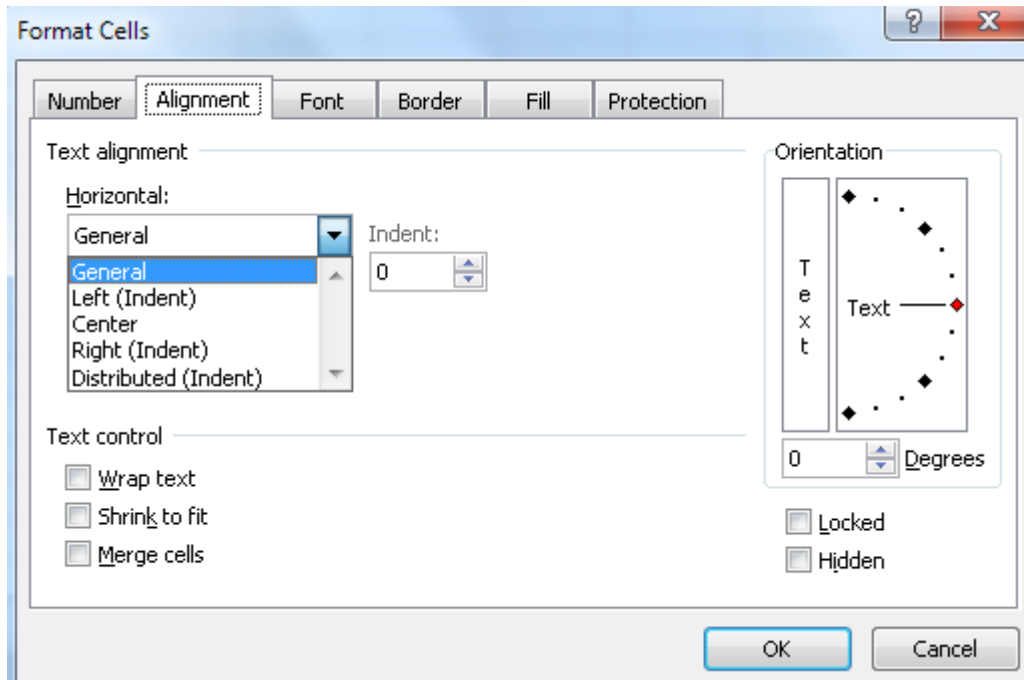 Format Cells
?
Number Alignment Font Border Fill Protection
Text alignment
Horizontal:
General
General
Left (Indent)
Center
Right (Indent)
Distributed (Indent)
Indent:
0
Text control
Wrap text
Shrink to fit
Merge cells
Orientation
Text
Text
0 Degrees
Locked
Hidden
OK Cancel